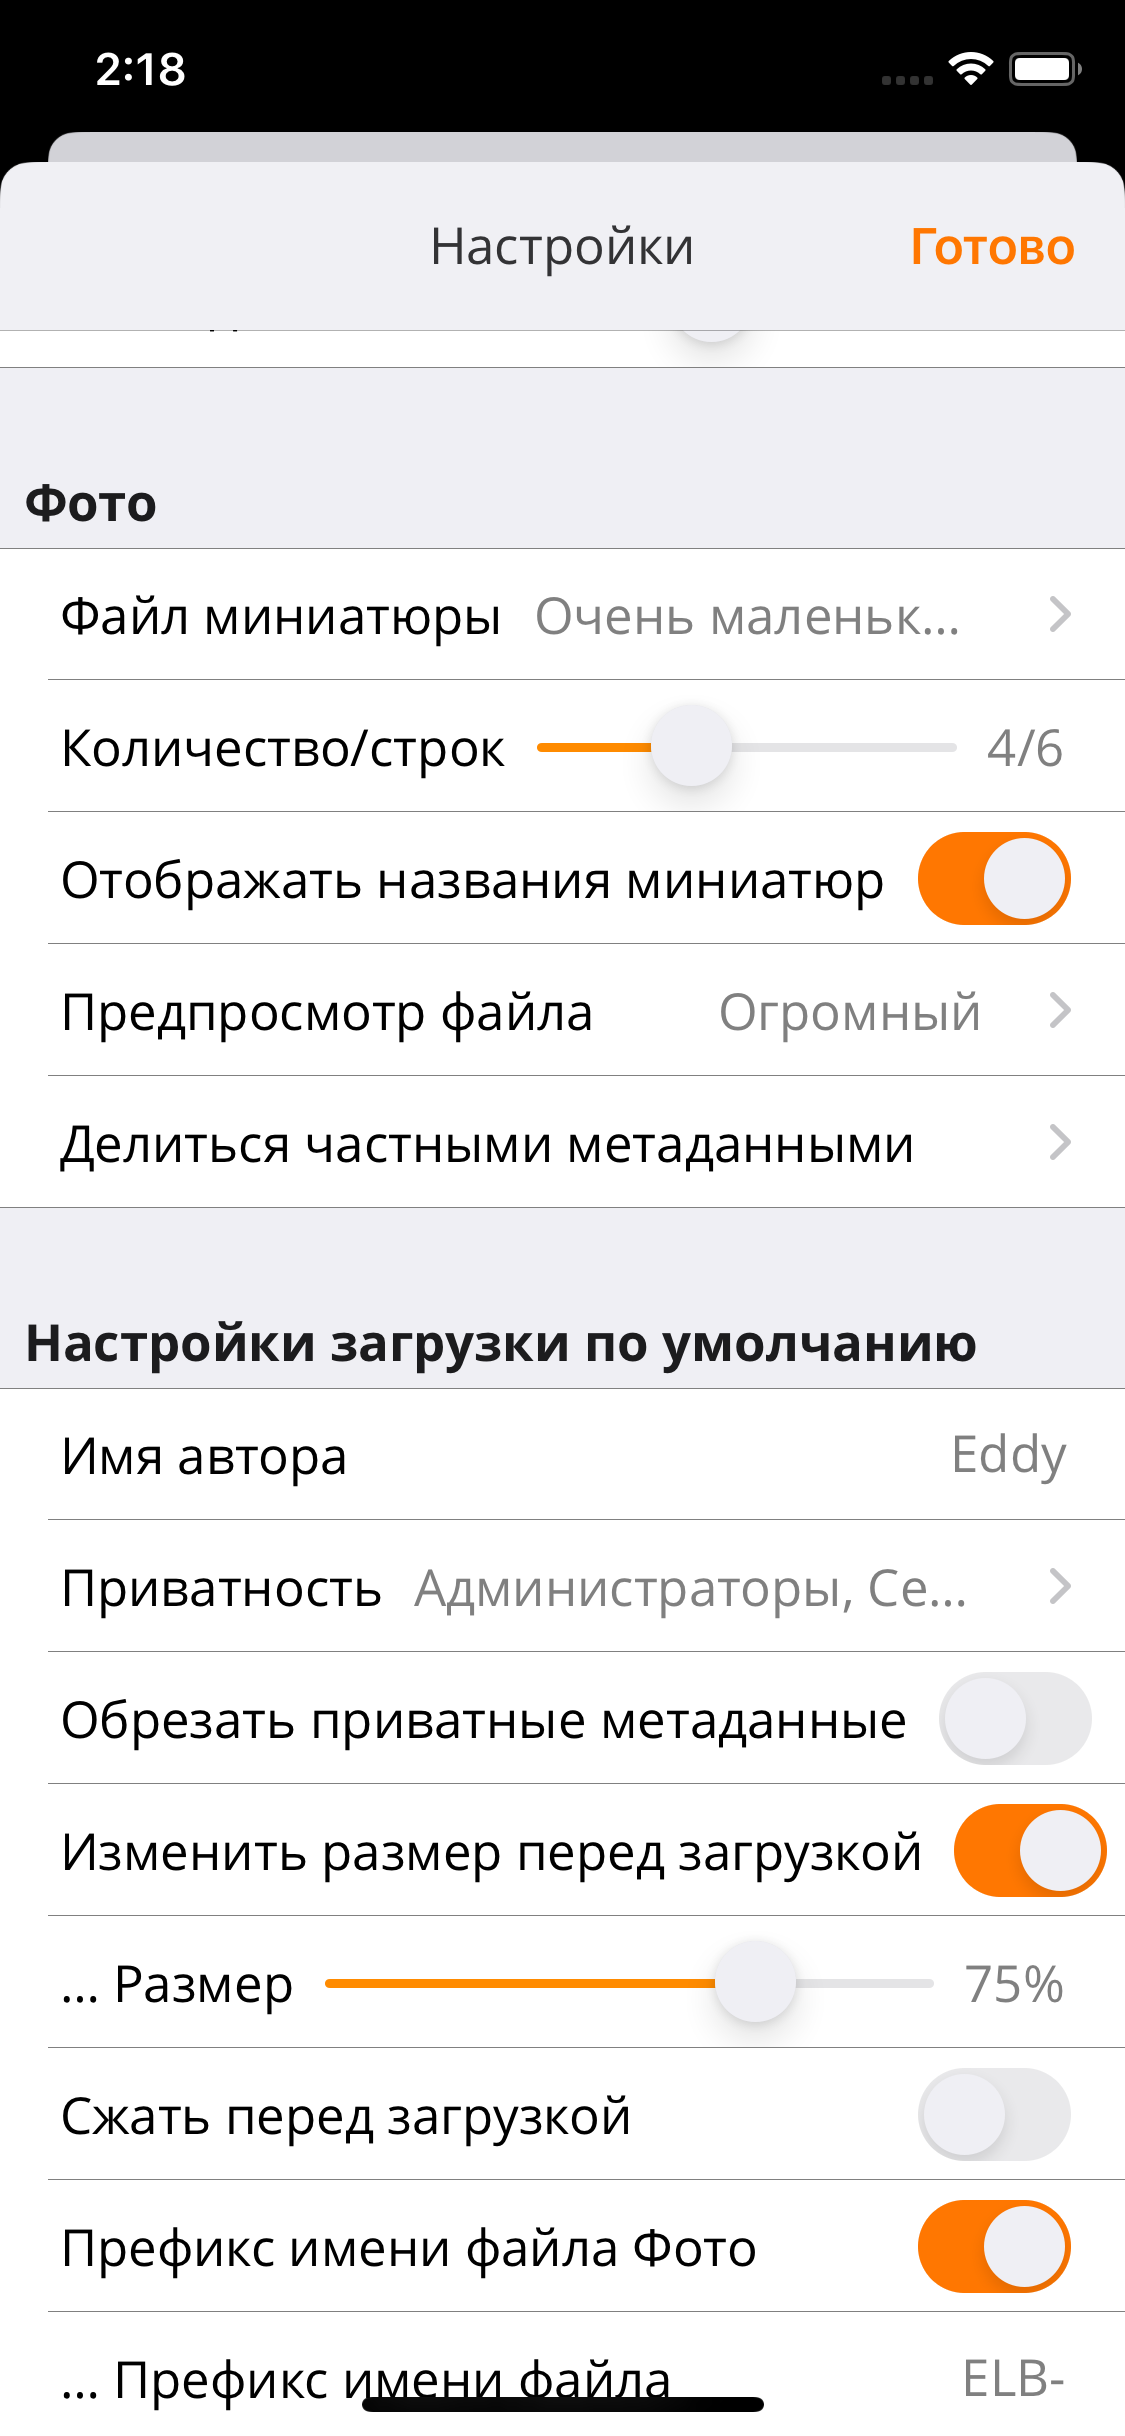 2:18
Настройки
Готово
Фото
Файл миниатюры Очень маленьк...
Количество/строк 4/6
Отображать названия миниатюр
Предпросмотр файла Огромный
Делиться частными метаданными
Настройки загрузки по умолчанию
Имя автора Eddy
Приватность Администраторы, Се...
Обрезать приватные метаданные
Изменить размер перед загрузкой
... Размер 75%
Сжать перед загрузкой
Префикс имени файла Фото
... Префикс имени файла ELB-